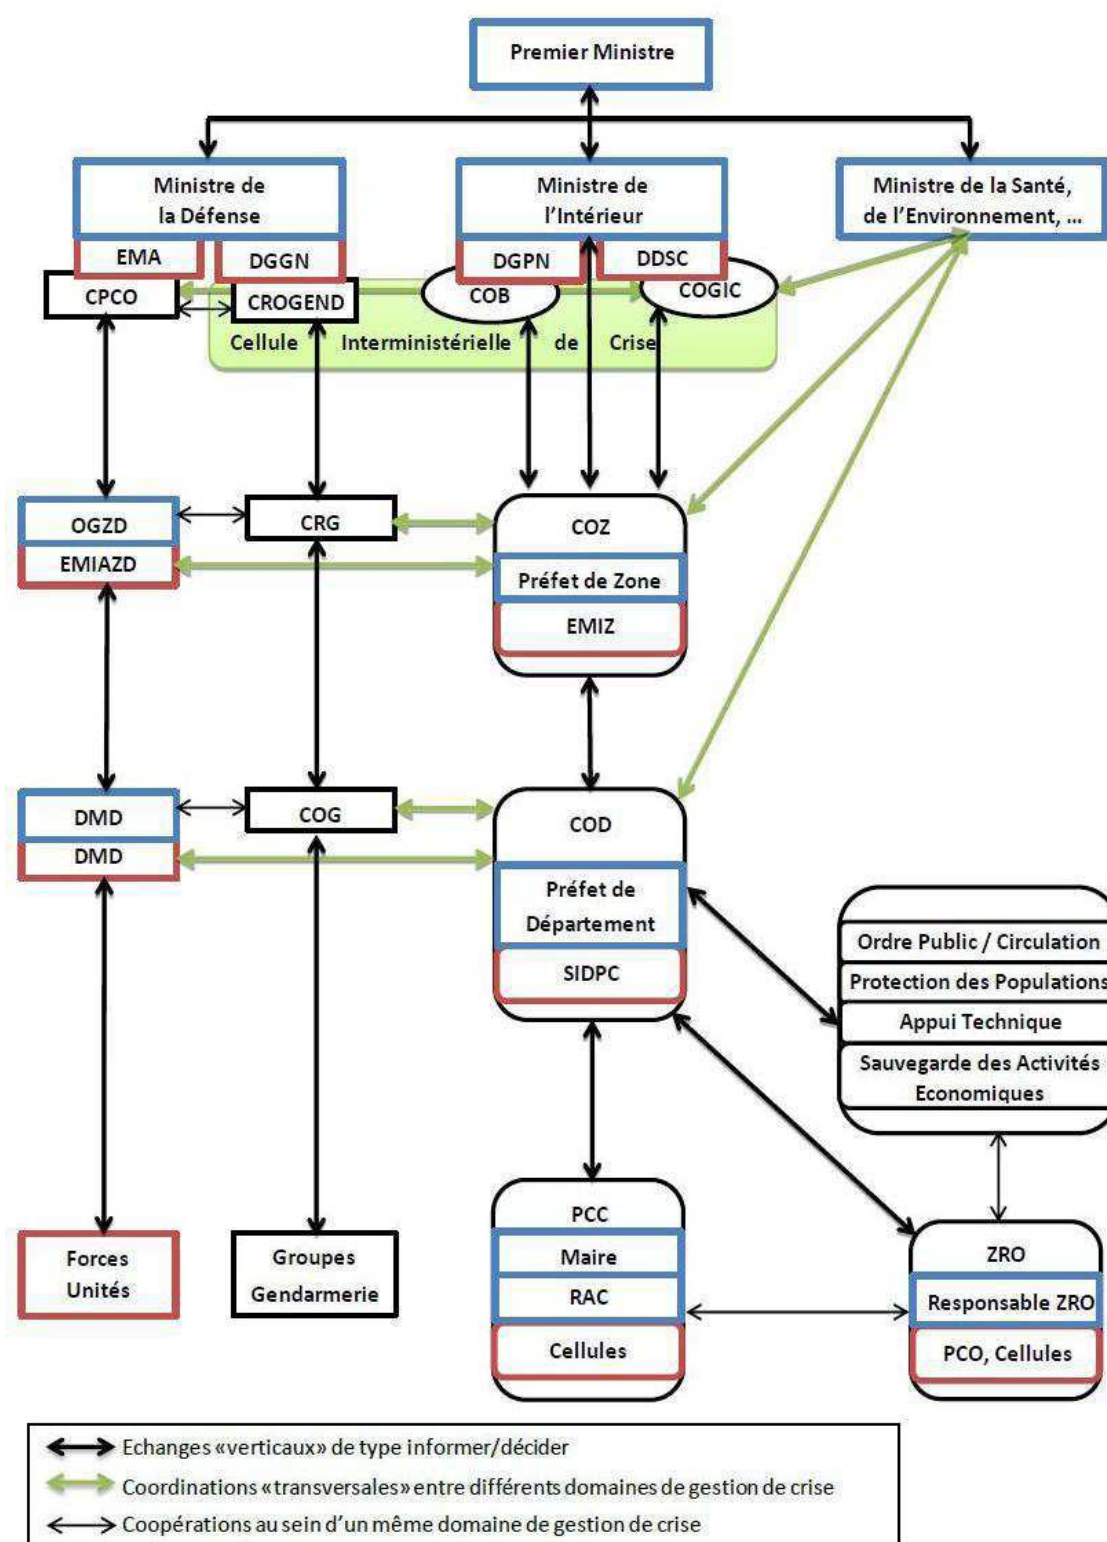 Premier Ministre
Ministre de
la Défense
Ministre de
l'Intérieur
Ministre de la Santé,
de l'Environnement, ...
EMA
DGGN
DGPN
DDSC
CPCO
CROGEND
COB
COGIC
Cellule Interministérielle de Crise
OGZD
EMIAZD
CRG
COZ
Préfet de Zone
EMIZ
DMD
DMD
COG
COD
Préfet de
Département
SIDPC
Ordre Public / Circulation
Protection des Populations
Appui Technique
Sauvegarde des Activités
Economiques
Forces
Unités
Groupes
Gendarmerie
PCC
Maire
RAC
Cellules
ZRO
Responsable ZRO
PCO, Cellules
Echanges «verticaux» de type informer/décider
Coordinations «transversales» entre différents domaines de gestion de crise
Coopérations au sein d'un même domaine de gestion de crise